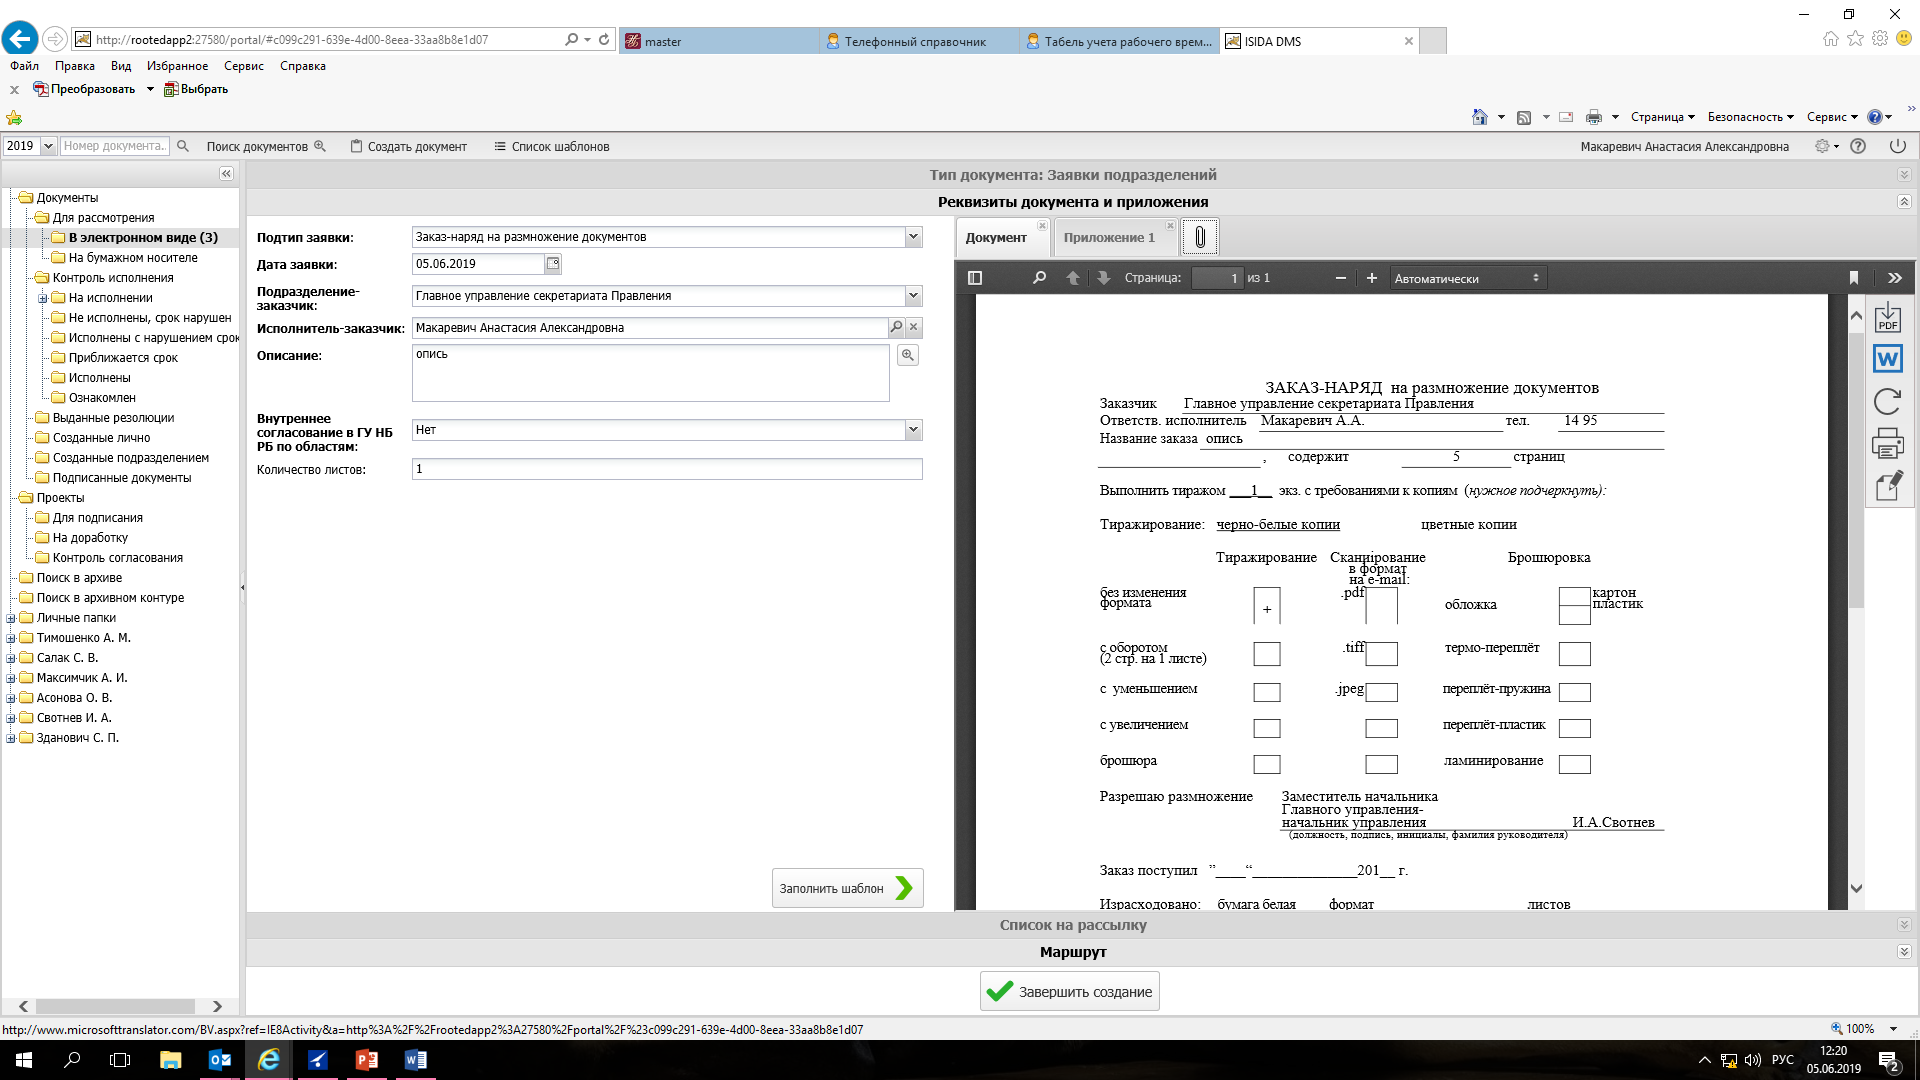 http://rootedapp2:27580/portal/#c099c291-639e-4d00-8eea-33aa8b8e1d07
master
Телефонный справочник
Табель учета рабочего врем...
ISIDA DMS
Файл Правка Вид Избранное Сервис Справка
x Преобразовать Выбрать
Страница Безопасность Сервис
2019 Номер документа.. Поиск документов Создать документ Список шаблонов Макаревич Анастасия Александровна
Тип документа: Заявки подразделений
Реквизиты документа и приложения
Документы
Для рассмотрения
В электронном виде (3)
На бумажном носителе
Контроль исполнения
На исполнении
Не исполнены, срок нарушен
Исполнены с нарушением срок
Приближается срок
Исполнены
Ознакомлен
Выданные резолюции
Созданные лично
Созданные подразделением
Подписанные документы
Проекты
Для подписания
На доработку
Контроль согласования
Поиск в архиве
Поиск в архивном контуре
Личные папки
Тимошенко А. М.
Салак С. В.
Максимчик А. И.
Асонова О. В.
Свотнев И. А.
Зданович С. П.
Подтип заявки: Заказ-наряд на размножение документов
Дата заявки: 05.06.2019
Подразделение-
заказчик: Главное управление секретариата Правления
Исполнитель-заказчик: Макаревич Анастасия Александровна
Описание: опись
Внутреннее
согласование в ГУ НБ
РБ по областям: Нет
Количество листов: 1
Заполнить шаблон
Документ Приложение 1
Страница: 1 из 1 Автоматически
PDF
W
ЗАКАЗ-НАРЯД на размножение документов
Заказчик Главное управление секретариата Правления
Ответств. исполнитель Макаревич А.А. тел. 14 95
Название заказа опись
, содержит 5 страниц
Выполнить тиражом ___1__ экз. с требованиями к копиям (нужное подчеркнуть):
Тиражирование: черно-белые копии цветные копии
Тиражирование Сканиірование Брошюровка
в формат
на e-mail:
без изменения
формата + .pdf обложка картон
пластик
с оборотом
(2 стр. на 1 листе) .tiff термо-переплёт
с уменьшением .jpeg переплёт-пружина
с увеличением переплёт-пластик
брошюра ламинирование
Разрешаю размножение Заместитель начальника
Главного управления-
начальник управления И.А.Свотнев
(должность, подпись, инициалы, фамилия руководителя)
Заказ поступил ”____“______________201__ г.
Израсходовано: бумага белая формат листов
Список на рассылку
Маршрут
Завершить создание
http://www.microsofttranslator.com/BV.aspx?ref=IE8Activity&a=http%3A%2F%2Frootedapp2%3A27580%2Fportal%2F%23c099c291-639e-4d00-8eea-33aa8b8e1d07
100%
РУС
12:20
05.06.2019
2